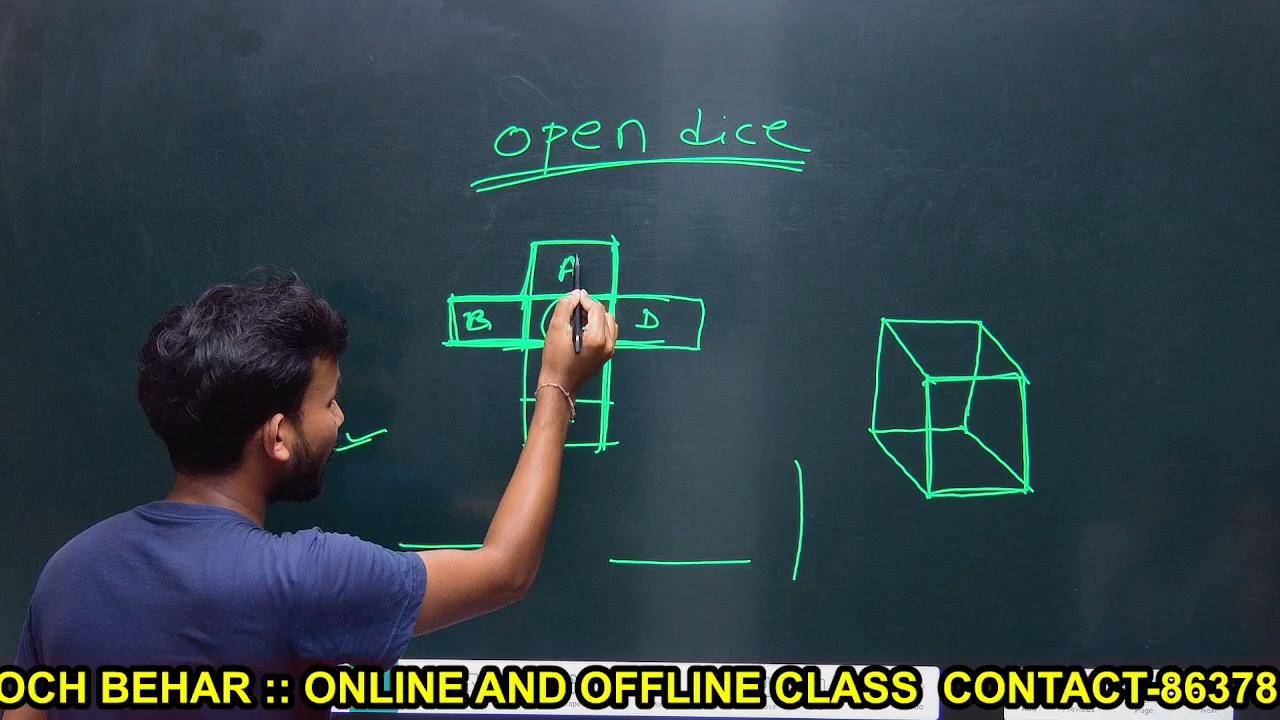 open dice
A
B
D
OCH BEHAR :: ONLINE AND OFFLINE CLASS CONTACT-86378